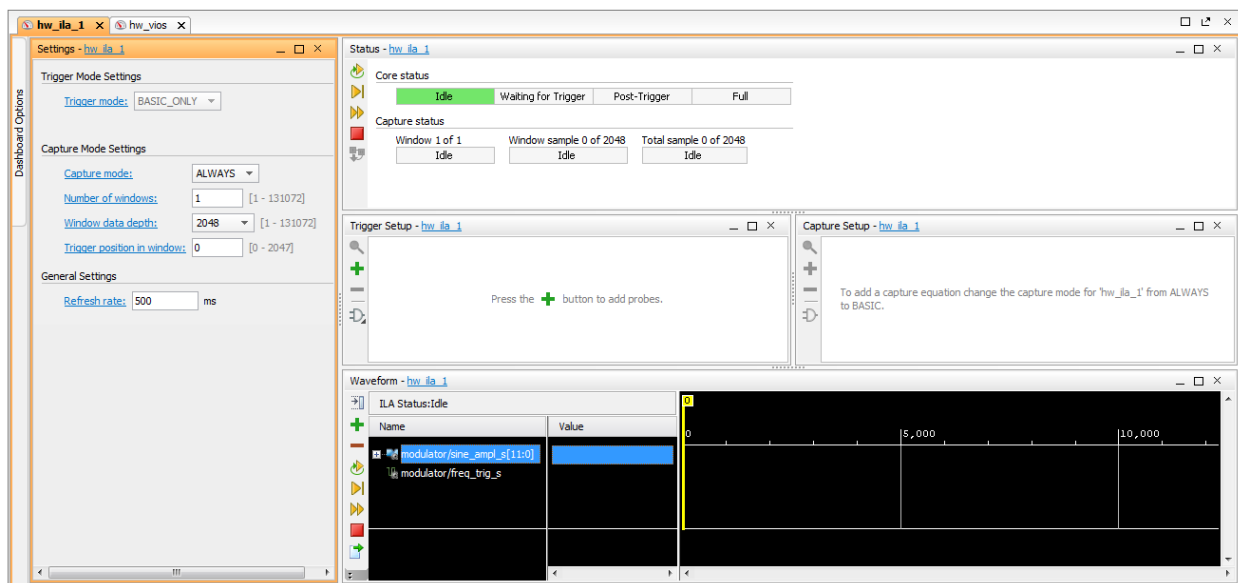 hw_ila_1
hw_vios
Dashboard Options
Settings - hw_ila_1
Trigger Mode Settings
Trigger mode: BASIC_ONLY
Capture Mode Settings
Capture mode: ALWAYS
Number of windows: 1 [1 - 131072]
Window data depth: 2048 [1 - 131072]
Trigger position in window: 0 [0 - 2047]
General Settings
Refresh rate: 500 ms
Status - hw_ila_1
Core status
Idle Waiting for Trigger Post-Trigger Full
Capture status
Window 1 of 1 Window sample 0 of 2048 Total sample 0 of 2048
Idle Idle Idle
Trigger Setup - hw_ila_1
Press the button to add probes.
Capture Setup - hw_ila_1
To add a capture equation change the capture mode for 'hw_ila_1' from ALWAYS
to BASIC.
Waveform - hw_ila_1
ILA Status:Idle
Name Value
modulator/sine_ampl_s[11:0]
modulator/freq_trig_s
0
0 5,000 10,000